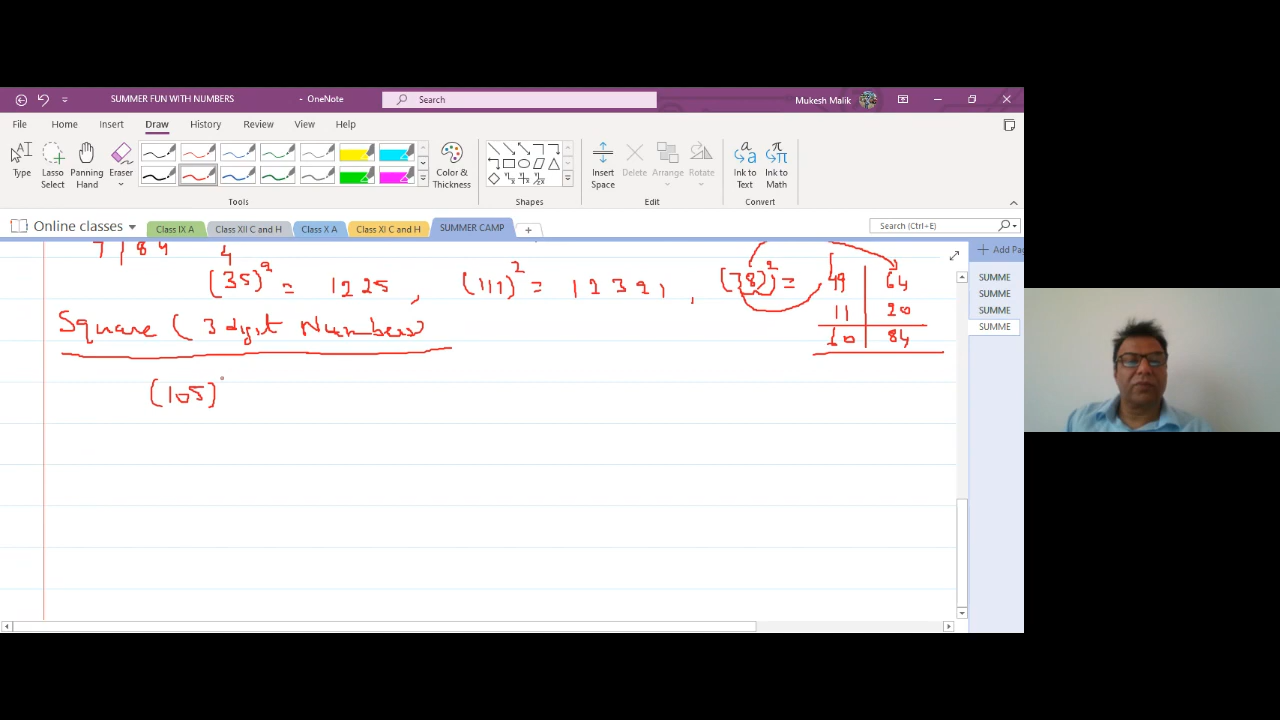 SUMMER FUN WITH NUMBERS - OneNote
Search
Mukesh Malik
File Home Insert Draw History Review View Help
Type Lasso Select Panning Hand Eraser
Color & Thickness
Insert Space Delete Arrange Rotate
Ink to Text Ink to Math
Tools Shapes Edit Convert
Online classes Class IX A Class XII C and H Class X A Class XI C and H SUMMER CAMP
Search (Ctrl+E)
Add Pag
SUMME
SUMME
SUMME
SUMME
7 | 84 4
(35)² = 1225, (111)² = 12321, (78)² = 49 | 64
11 | 20
60 | 84
Square (3 digit Numbers)
(105)